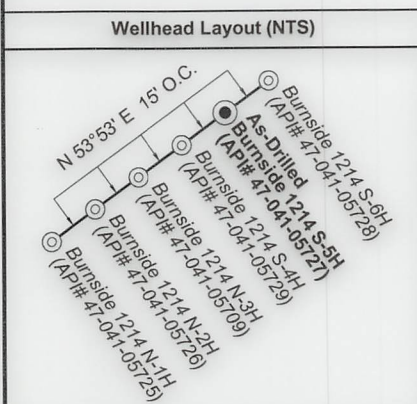 Wellhead Layout (NTS)
N 53°53' E 15' O.C.
Burnside 1214 S-6H
(API# 47-041-05728)
As-Drilled
Burnside 1214 S-5H
(API# 47-041-05727)
Burnside 1214 S-4H
(API# 47-041-05729)
Burnside 1214 N-3H
(API# 47-041-05709)
Burnside 1214 N-2H
(API# 47-041-05726)
Burnside 1214 N-1H
(API# 47-041-05725)